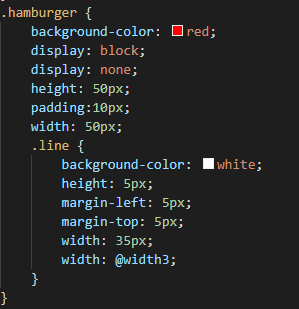 .hamburger {
    background-color: red;
    display: block;
    display: none;
    height: 50px;
    padding:10px;
    width: 50px;
    .line {
        background-color: white;
        height: 5px;
        margin-left: 5px;
        margin-top: 5px;
        width: 35px;
        width: @width3;
    }
}